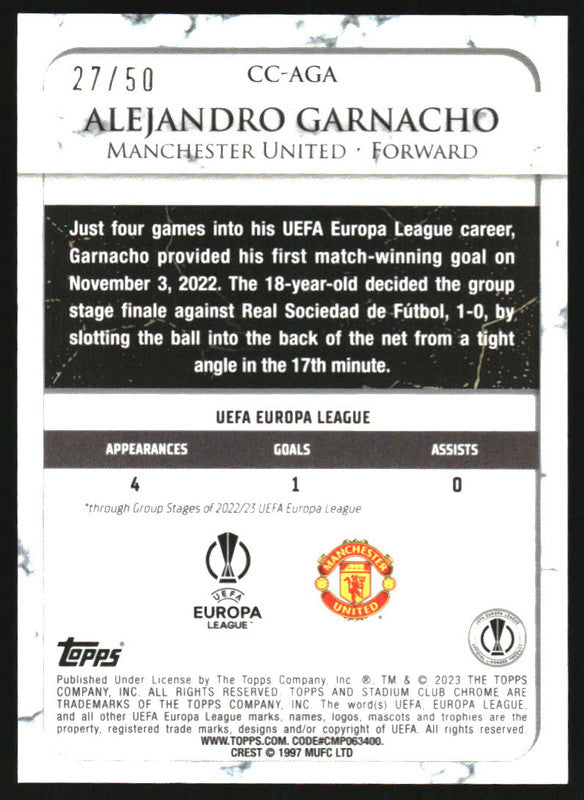 27/50
CC-AGA
ALEJANDRO GARNACHO
MANCHESTER UNITED · FORWARD
Just four games into his UEFA Europa League career,
Garnacho provided his first match-winning goal on
November 3, 2022. The 18-year-old decided the group
stage finale against Real Sociedad de Fútbol, 1-0, by
slotting the ball into the back of the net from a tight
angle in the 17th minute.
UEFA EUROPA LEAGUE
APPEARANCES GOALS ASSISTS
4 1 0
*through Group Stages of 2022/23 UEFA Europa League
UEFA
EUROPA
LEAGUE™
MANCHESTER
UNITED
topps
Published Under License by The Topps Company, Inc ®, TM & © 2023 THE TOPPS
COMPANY, INC. ALL RIGHTS RESERVED. TOPPS AND STADIUM CLUB CHROME ARE
TRADEMARKS OF THE TOPPS COMPANY, INC. The word(s) UEFA, EUROPA LEAGUE,
and all other UEFA Europa League marks, names, logos, mascots and trophies are the
property, registered trade marks, designs and/or copyright of UEFA. All rights reserved.
WWW.TOPPS.COM. CODE#CMP063400.
CREST © 1997 MUFC LTD